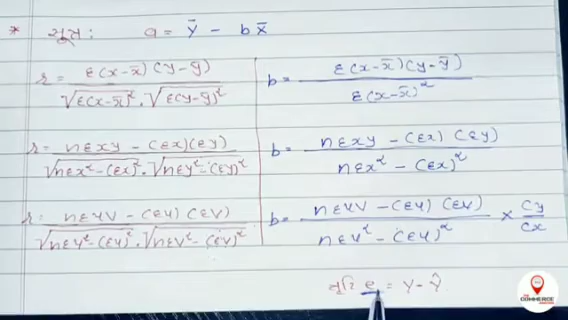 * સૂત્ર: a = ȳ - b x̄
r = Σ(x-x̄)(y-ȳ) / √Σ(x-x̄)² . √Σ(y-ȳ)²
b = Σ(x-x̄)(y-ȳ) / Σ(x-x̄)²
r = nΣxy - (Σx)(Σy) / √nΣx²-(Σx)² . √nΣy²-(Σy)²
b = nΣxy - (Σx)(Σy) / nΣx² - (Σx)²
r = nΣuv - (Σu)(Σv) / √nΣu²-(Σu)² . √nΣv²-(Σv)²
b = nΣuv - (Σu)(Σv) / nΣu² - (Σu)² × Cy / Cx
ત્રુટિ e = y - ŷ
COMMERCE